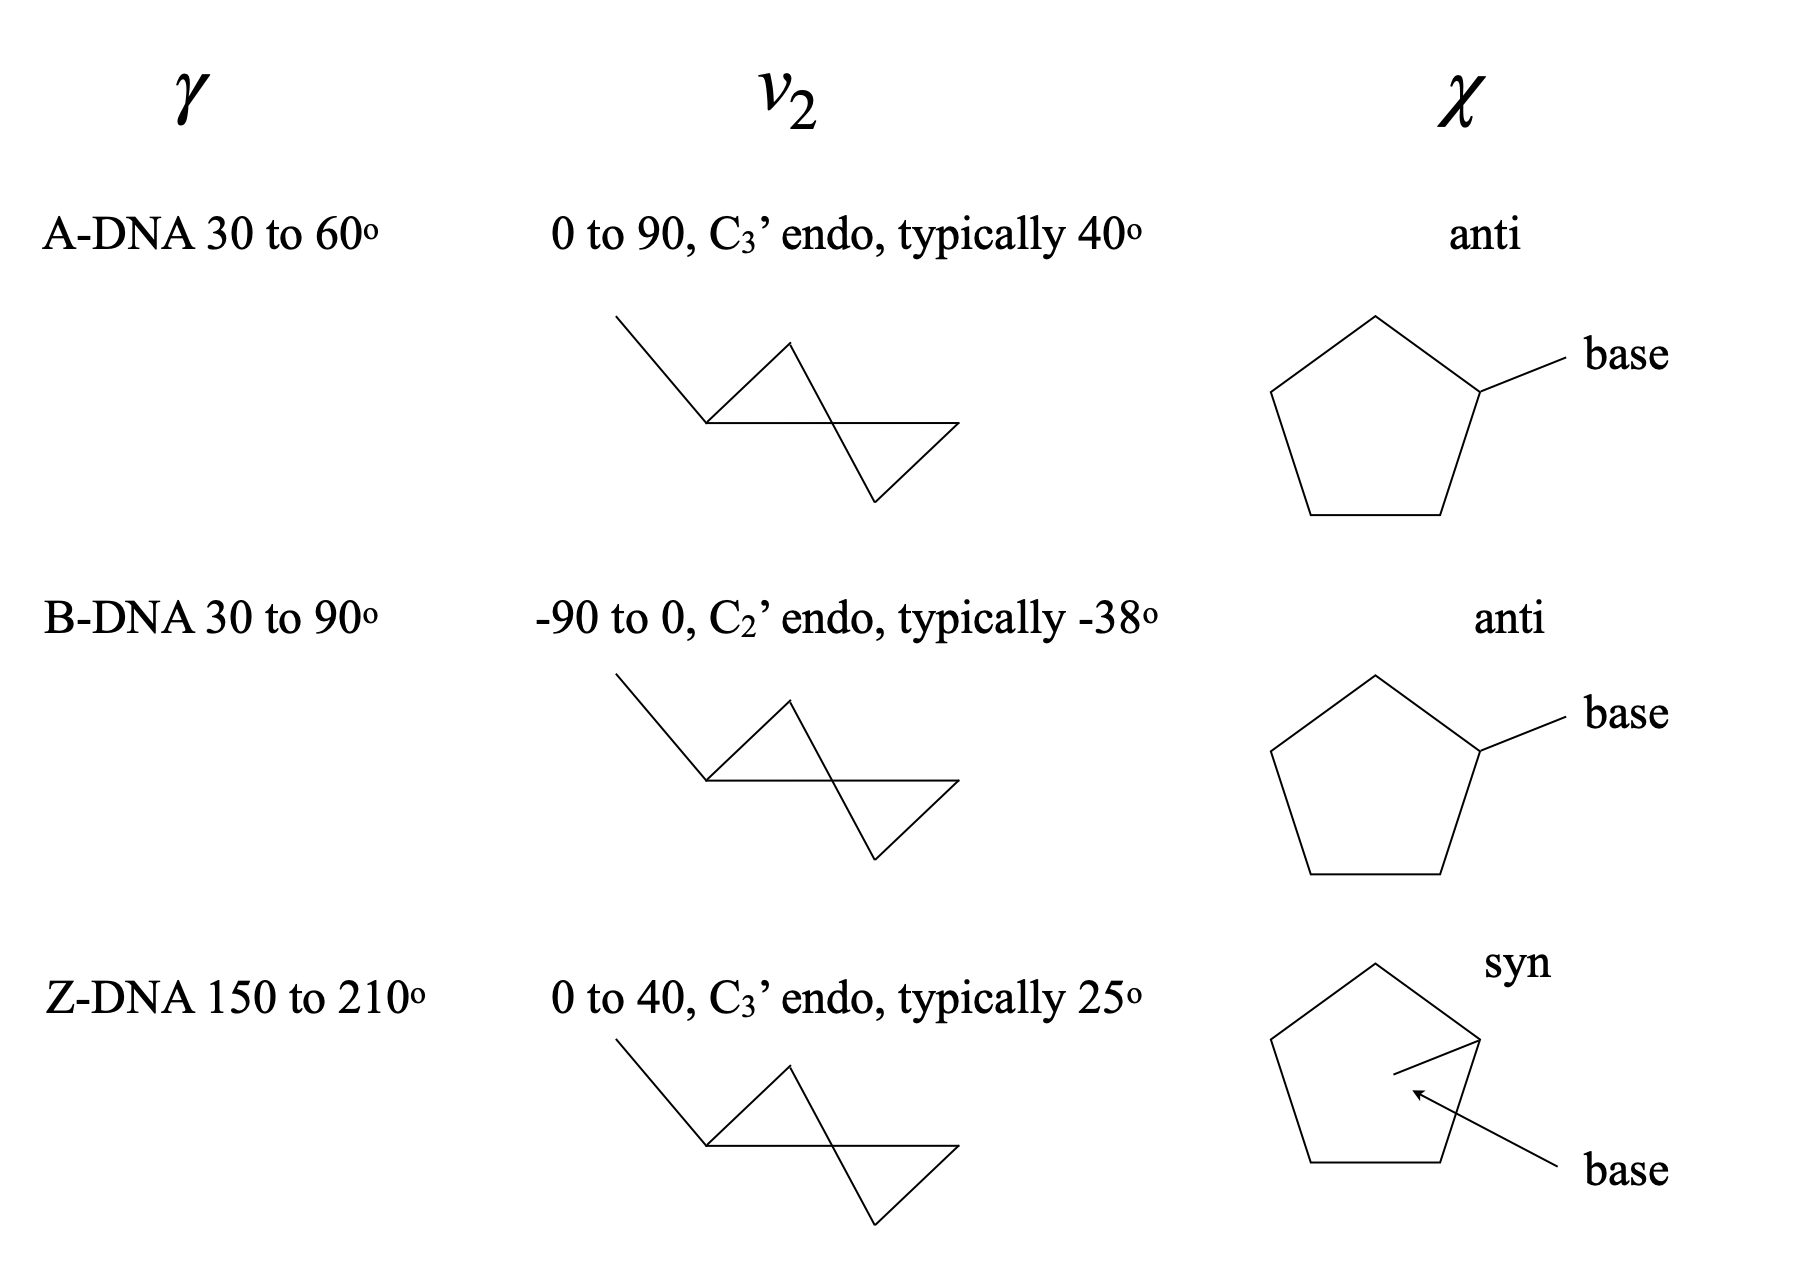 γ ν₂ χ
A-DNA 30 to 60º 0 to 90, C₃’ endo, typically 40º anti
base
B-DNA 30 to 90º -90 to 0, C₂’ endo, typically -38º anti
base
syn
Z-DNA 150 to 210º 0 to 40, C₃’ endo, typically 25º
base